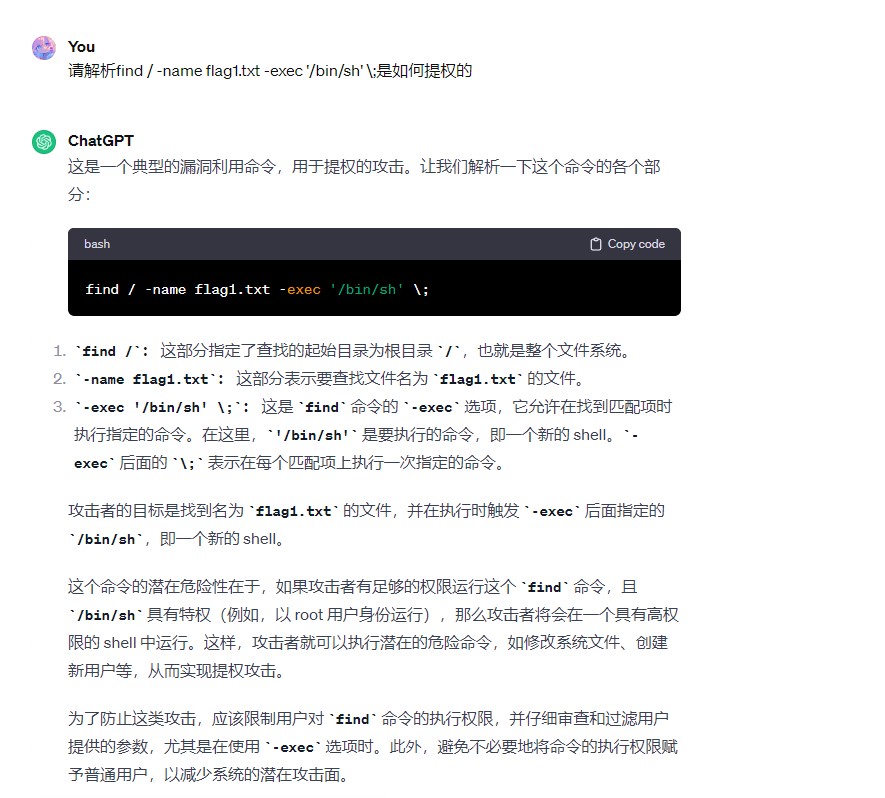 You
请解析find / -name flag1.txt -exec '/bin/sh' \;是如何提权的
ChatGPT
这是一个典型的漏洞利用命令，用于提权的攻击。让我们解析一下这个命令的各个部
分：
bash Copy code
find / -name flag1.txt -exec '/bin/sh' \;
1. `find /`： 这部分指定了查找的起始目录为根目录 `/`，也就是整个文件系统。
2. `-name flag1.txt`： 这部分表示要查找文件名为 `flag1.txt` 的文件。
3. `-exec '/bin/sh' \;`： 这是 `find` 命令的 `-exec` 选项，它允许在找到匹配项时
执行指定的命令。在这里，`'/bin/sh'` 是要执行的命令，即一个新的 shell。`-
exec` 后面的 `\;` 表示在每个匹配项上执行一次指定的命令。
攻击者的目标是找到名为 `flag1.txt` 的文件，并在执行时触发 `-exec` 后面指定的
`/bin/sh`，即一个新的 shell。
这个命令的潜在危险性在于，如果攻击者有足够的权限运行这个 `find` 命令，且
`/bin/sh` 具有特权（例如，以 root 用户身份运行），那么攻击者将会在一个具有高权
限的 shell 中运行。这样，攻击者就可以执行潜在的危险命令，如修改系统文件、创建
新用户等，从而实现提权攻击。
为了防止这类攻击，应该限制用户对 `find` 命令的执行权限，并仔细审查和过滤用户
提供的参数，尤其是在使用 `-exec` 选项时。此外，避免不必要地将命令的执行权限赋
予普通用户，以减少系统的潜在攻击面。